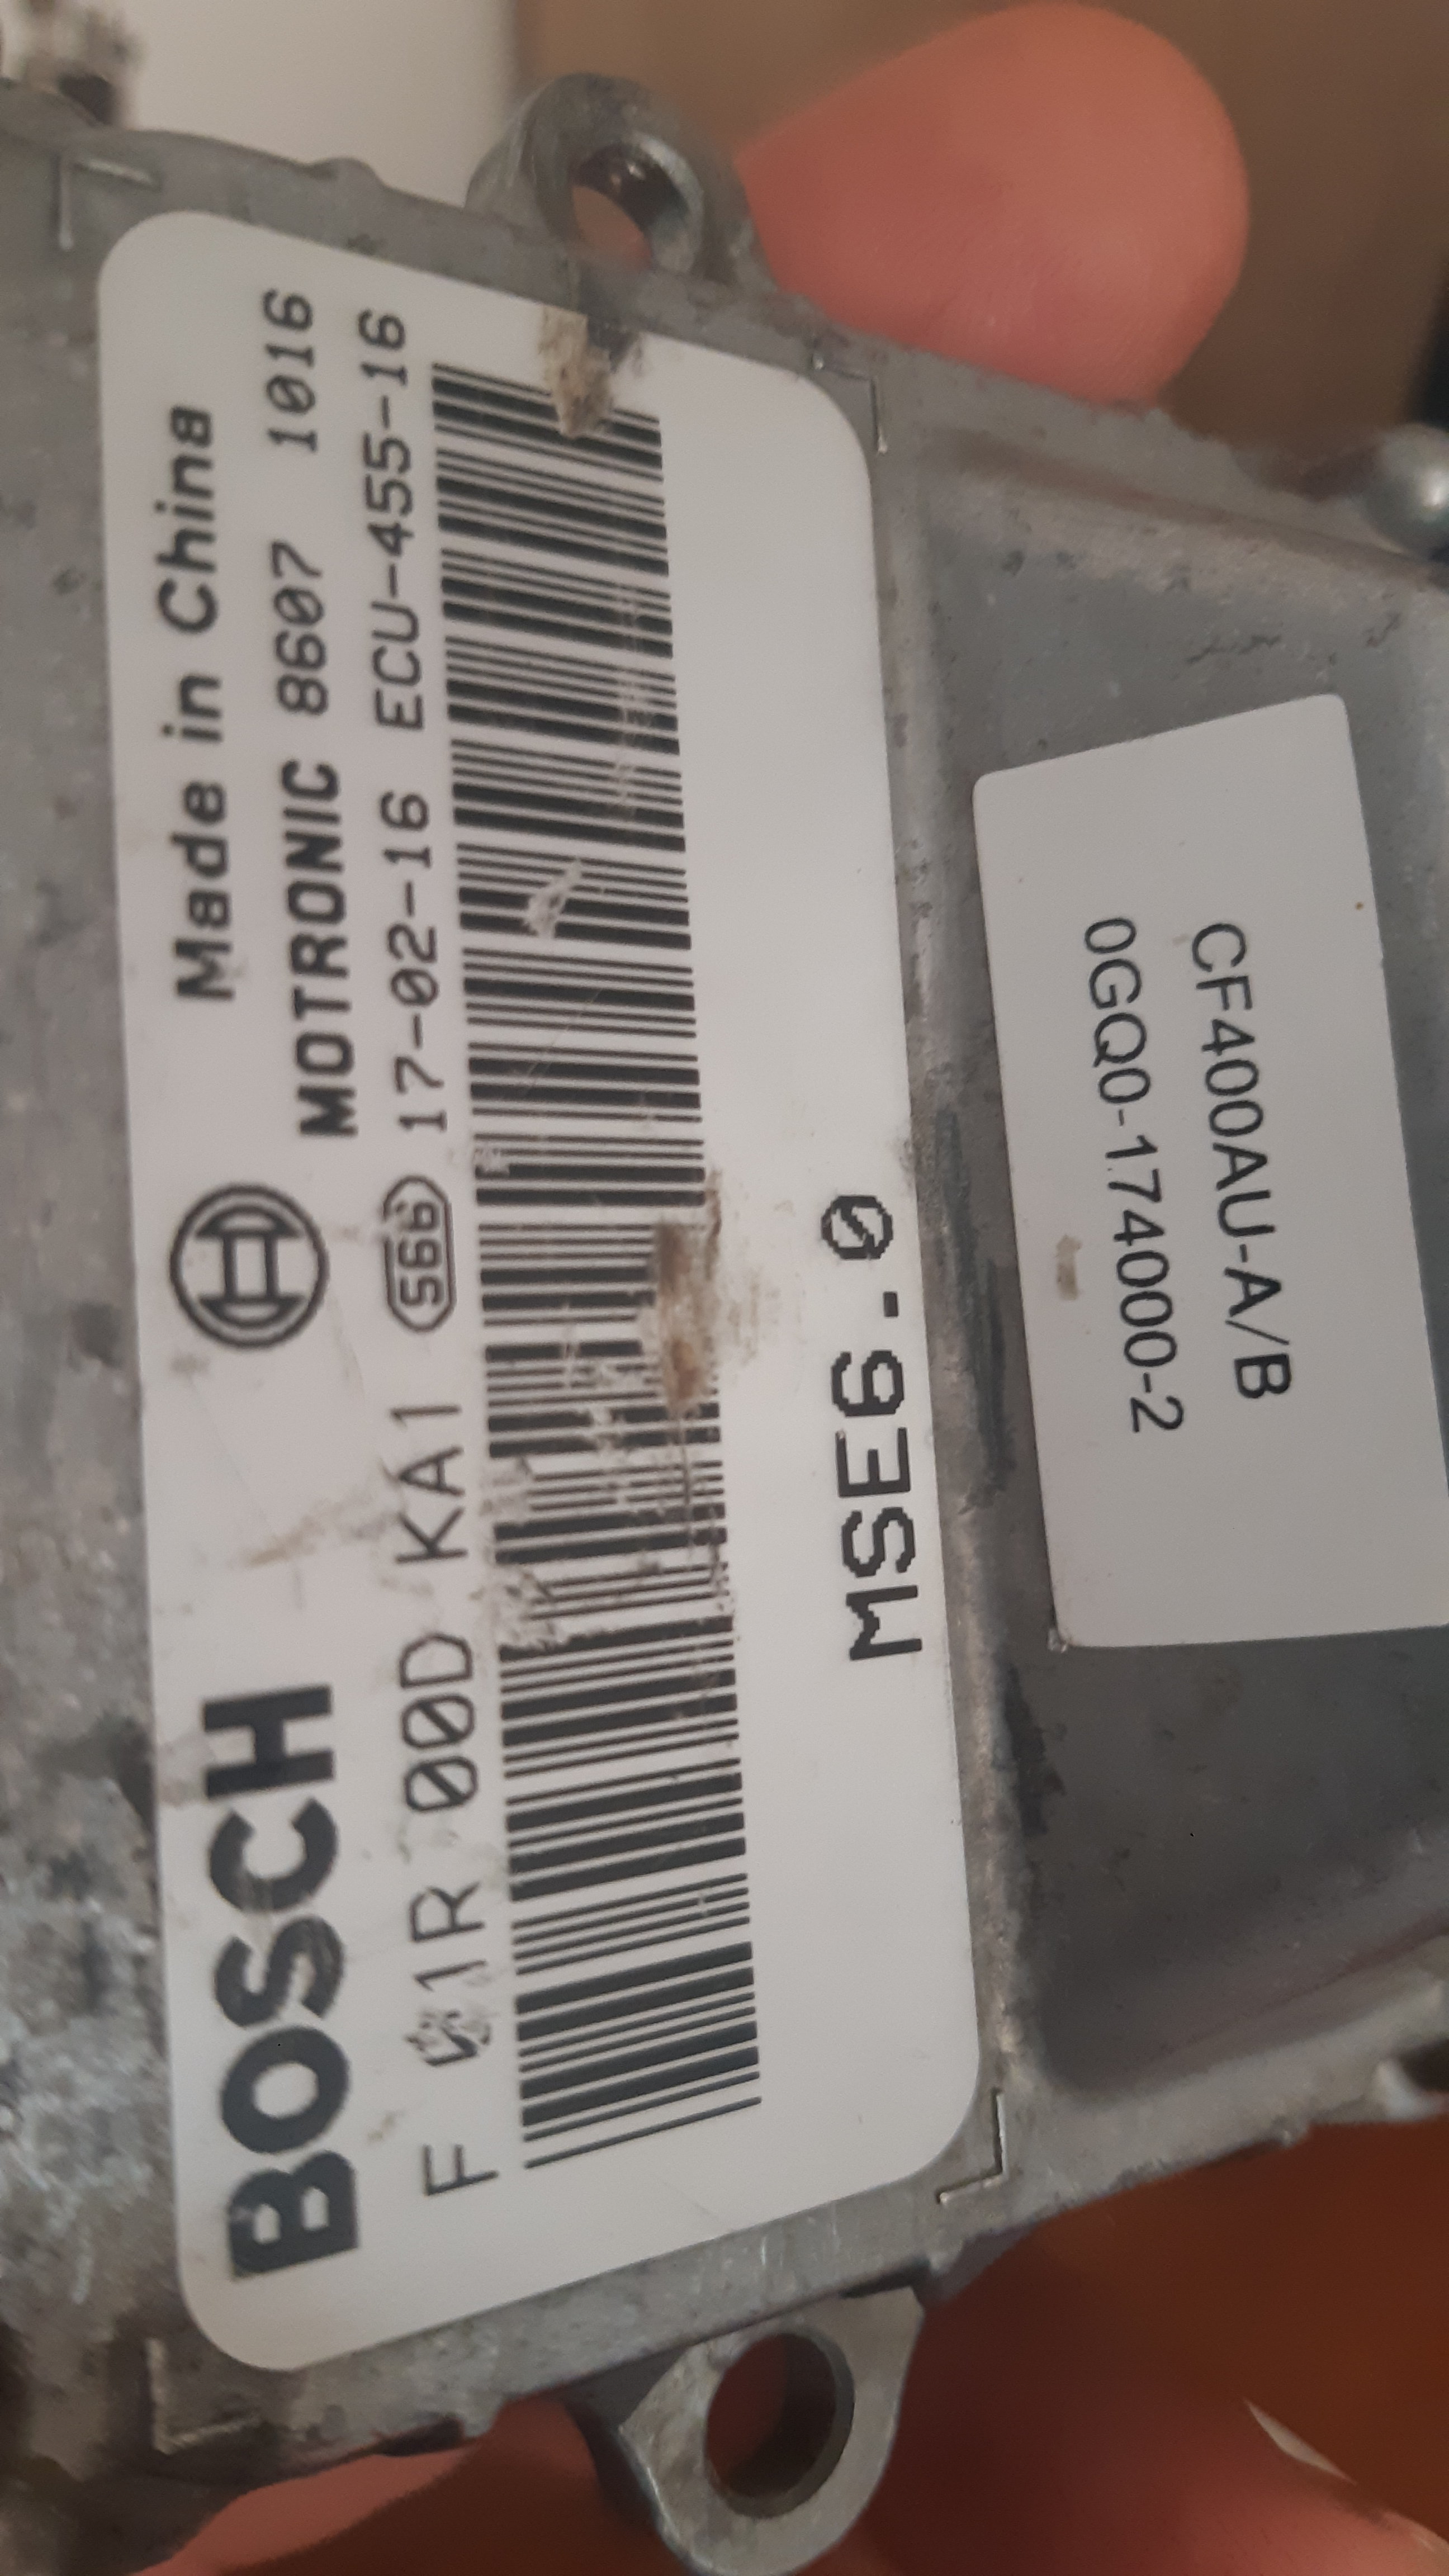 BOSCH Made in China
MOTRONIC 8607 1016
F 01R 00D KA1 566 17-02-16 ECU-455-16
MSE6.0
CF400AU-A/B
0GQ0-174000-2